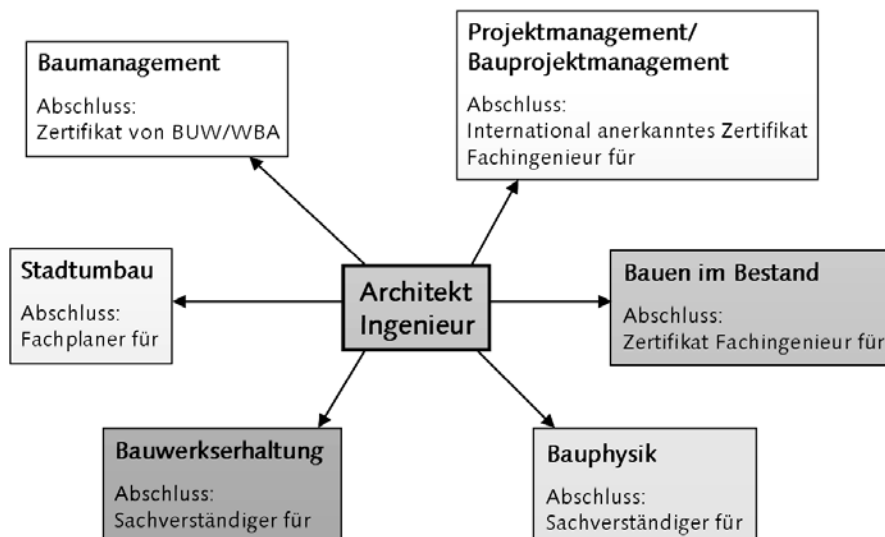 Baumanagement
Abschluss:
Zertifikat von BUW/WBA
Projektmanagement/
Bauprojektmanagement
Abschluss:
International anerkanntes Zertifikat
Fachingenieur für
Stadtumbau
Abschluss:
Fachplaner für
Architekt
Ingenieur
Bauen im Bestand
Abschluss:
Zertifikat Fachingenieur für
Bauwerkserhaltung
Abschluss:
Sachverständiger für
Bauphysik
Abschluss:
Sachverständiger für